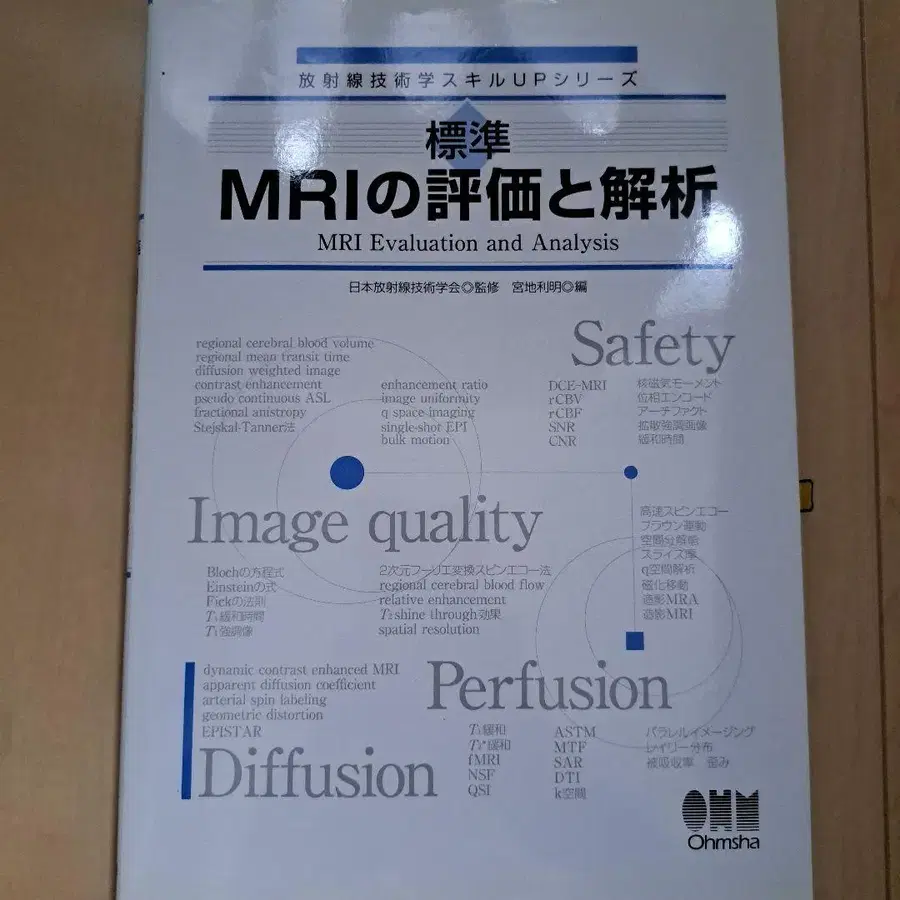 放射線技術学スキルUPシリーズ
標準
MRIの評価と解析
MRI Evaluation and Analysis
日本放射線技術学会◎監修 宮地利明◎編
Safety
regional cerebral blood volume
regional mean transit time
diffusion weighted image
contrast enhancement
pseudo continuous ASL
fractional anistropy
Stejskal-Tanner法
enhancement ratio
image uniformity
q space imaging
single-shot EPI
bulk motion
DCE-MRI
rCBV
rCBF
SNR
CNR
核磁気モーメント
位相エンコード
アーチファクト
拡散強調画像
緩和時間
Image quality
高速スピンエコー
ブラウン運動
空間分解能
スライス厚
q空間解析
磁化移動
造影MRA
造影MRI
Blochの方程式
Einsteinの式
Fickの法則
T1緩和時間
T1強調像
2次元フーリエ変換スピンエコー法
regional cerebral blood flow
relative enhancement
T2 shine through効果
spatial resolution
dynamic contrast enhanced MRI
apparent diffusion coefficient
arterial spin labeling
geometric distortion
EPISTAR
Perfusion
Diffusion
T2緩和
T2*緩和
fMRI
NSF
QSI
ASTM
MTF
SAR
DTI
k空間
パラレルイメージング
レイリー分布
被吸収率 歪み
OHM
Ohmsha